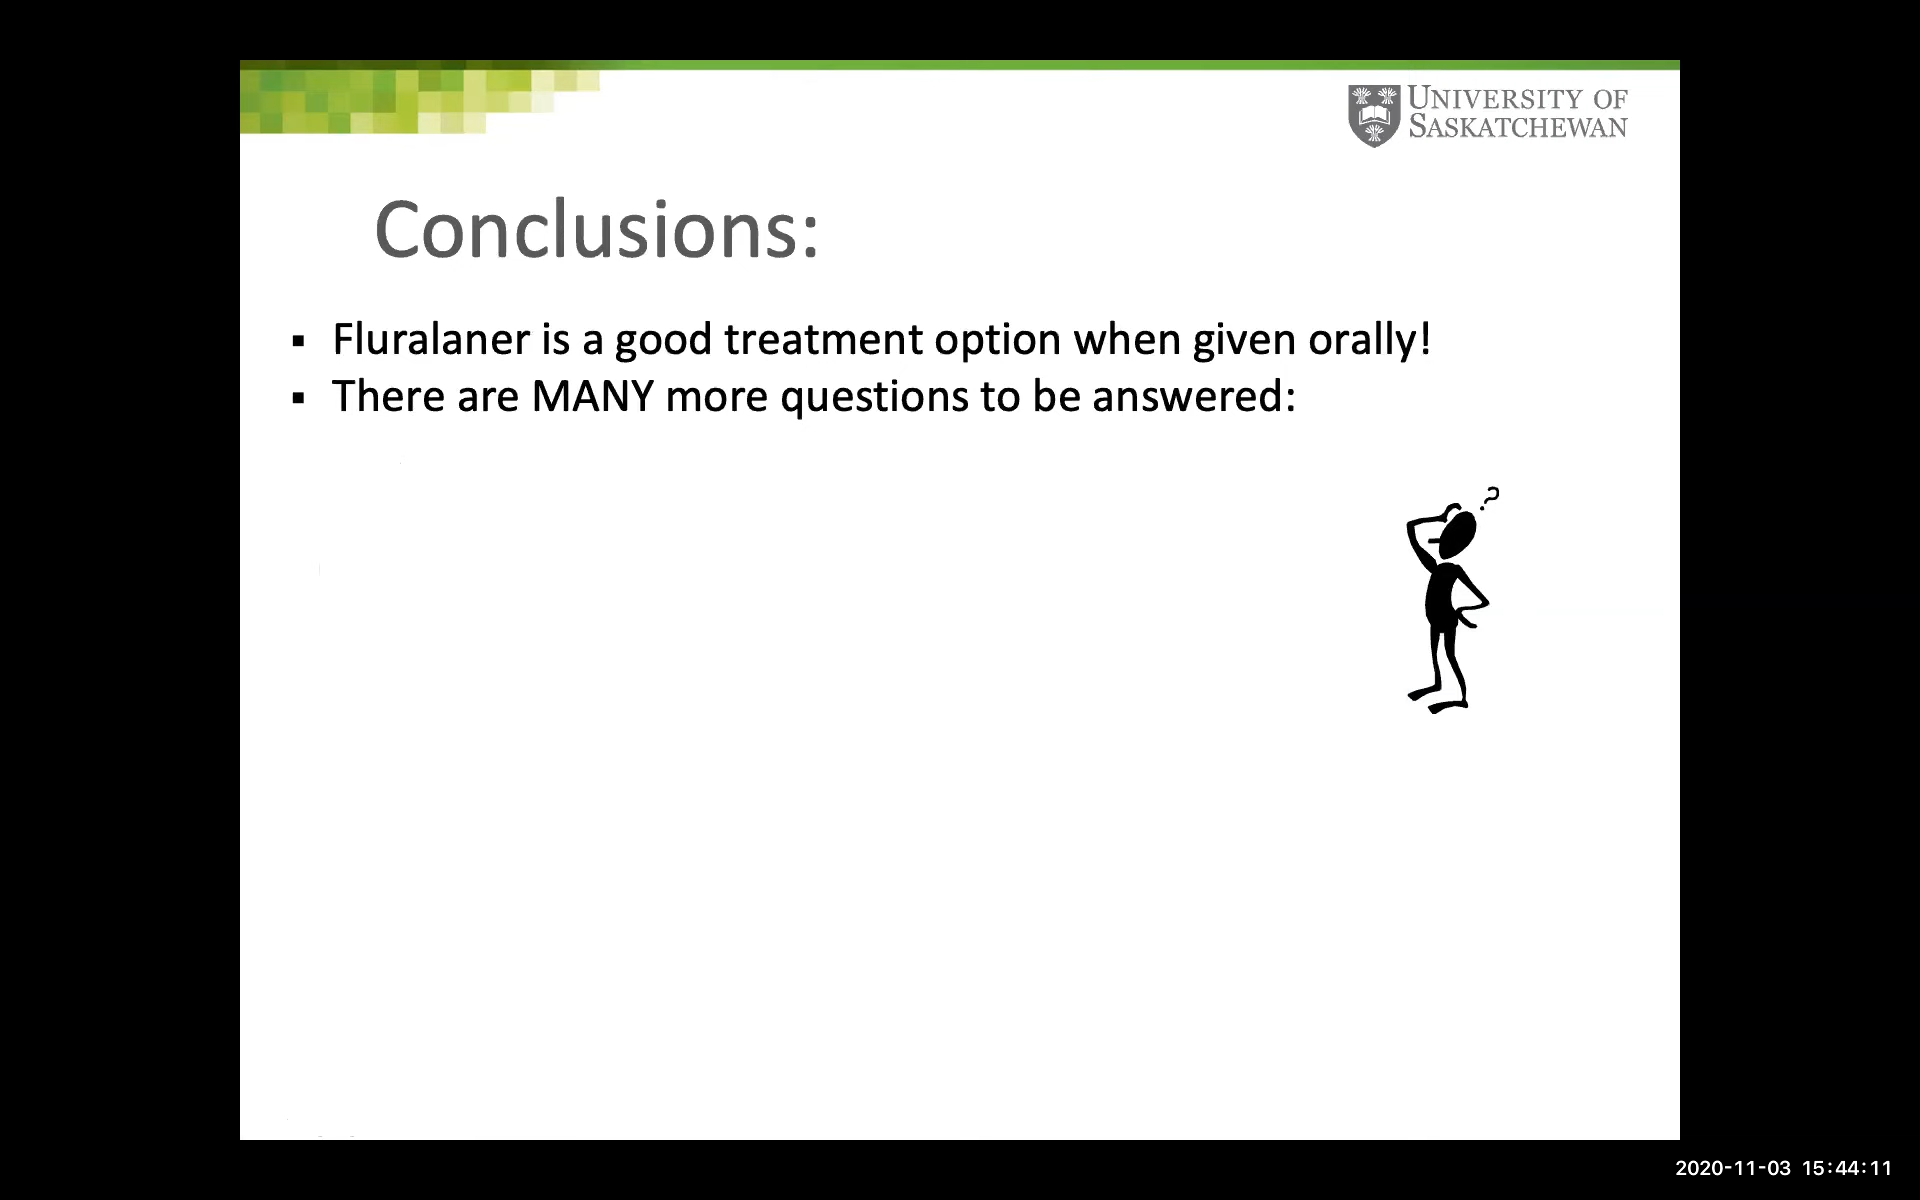 UNIVERSITY OF
SASKATCHEWAN
Conclusions:
▪ Fluralaner is a good treatment option when given orally!
▪ There are MANY more questions to be answered:
?
2020-11-03 15:44:11